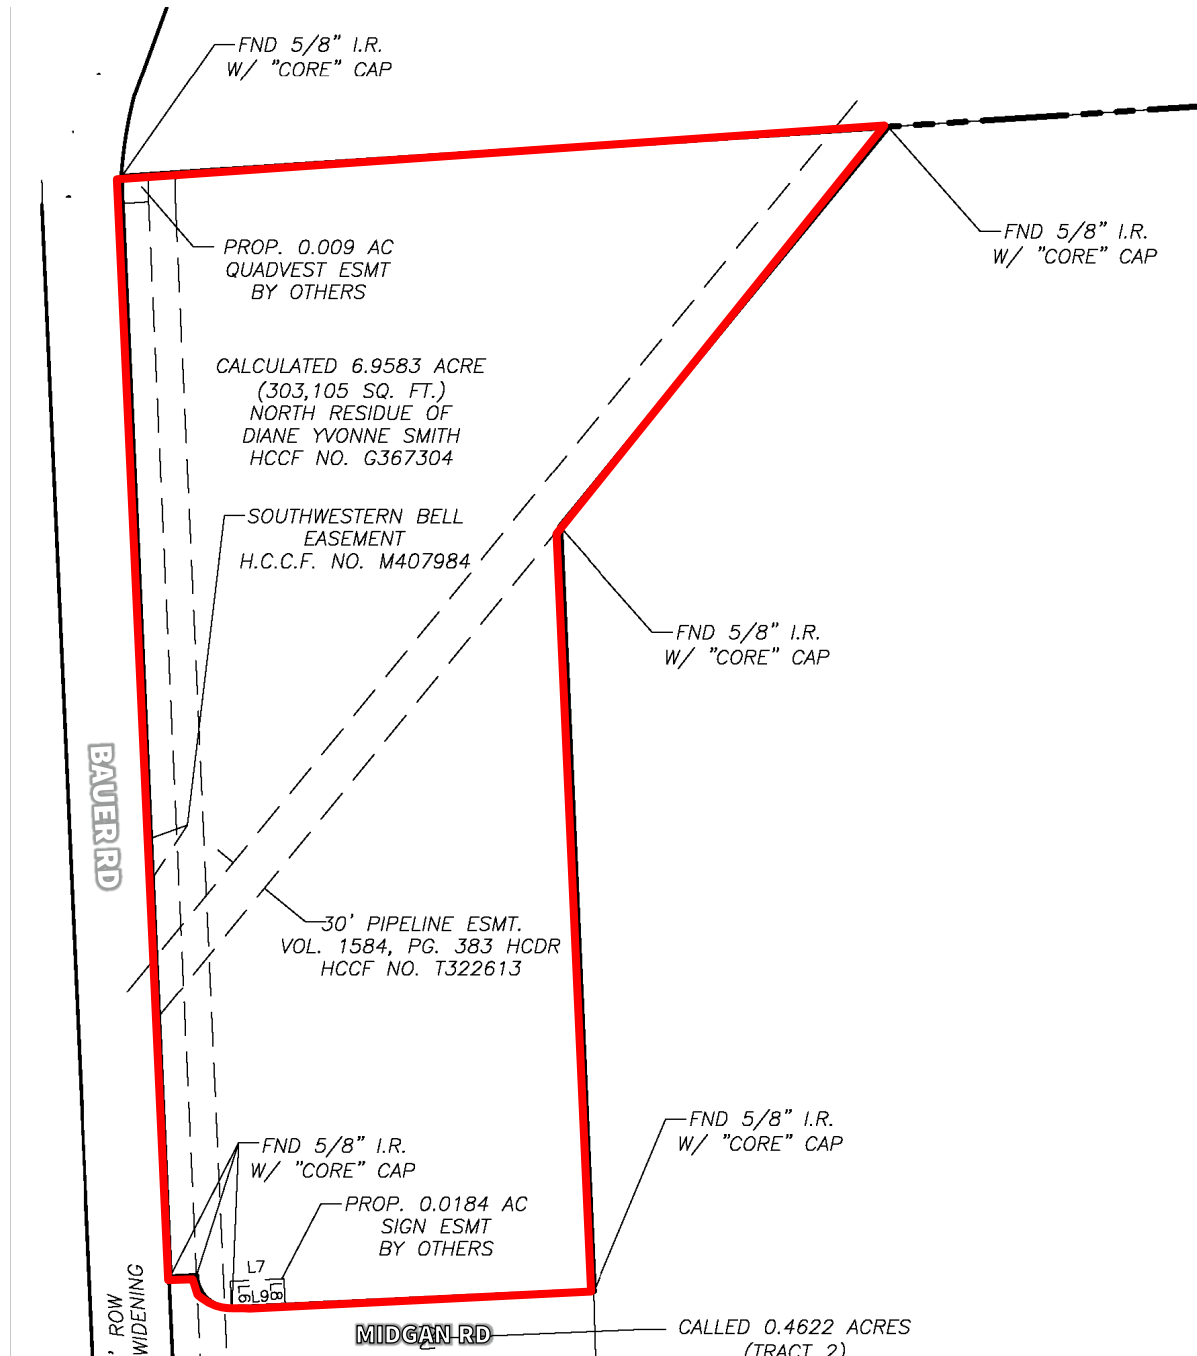 FND 5/8" I.R.
W/ "CORE" CAP
FND 5/8" I.R.
W/ "CORE" CAP
PROP. 0.009 AC
QUADVEST ESMT
BY OTHERS
CALCULATED 6.9583 ACRE
(303,105 SQ. FT.)
NORTH RESIDUE OF
DIANE YVONNE SMITH
HCCF NO. G367304
SOUTHWESTERN BELL
EASEMENT
H.C.C.F. NO. M407984
FND 5/8" I.R.
W/ "CORE" CAP
BAUER RD
30' PIPELINE ESMT.
VOL. 1584, PG. 383 HCDR
HCCF NO. T322613
FND 5/8" I.R.
W/ "CORE" CAP
FND 5/8" I.R.
W/ "CORE" CAP
PROP. 0.0184 AC
SIGN ESMT
BY OTHERS
L7
L6
L9
L8
' ROW
WIDENING
MIDGAN RD
CALLED 0.4622 ACRES
(TRACT 2)